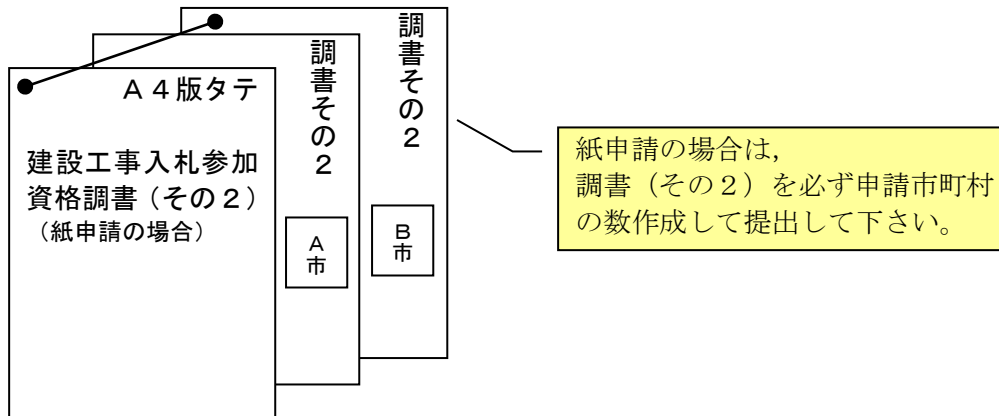 A４版タテ
建設工事入札参加
資格調書（その２）
（紙申請の場合）
調書その２
A市
調書その２
B市
紙申請の場合は，
調書（その２）を必ず申請市町村
の数作成して提出して下さい。